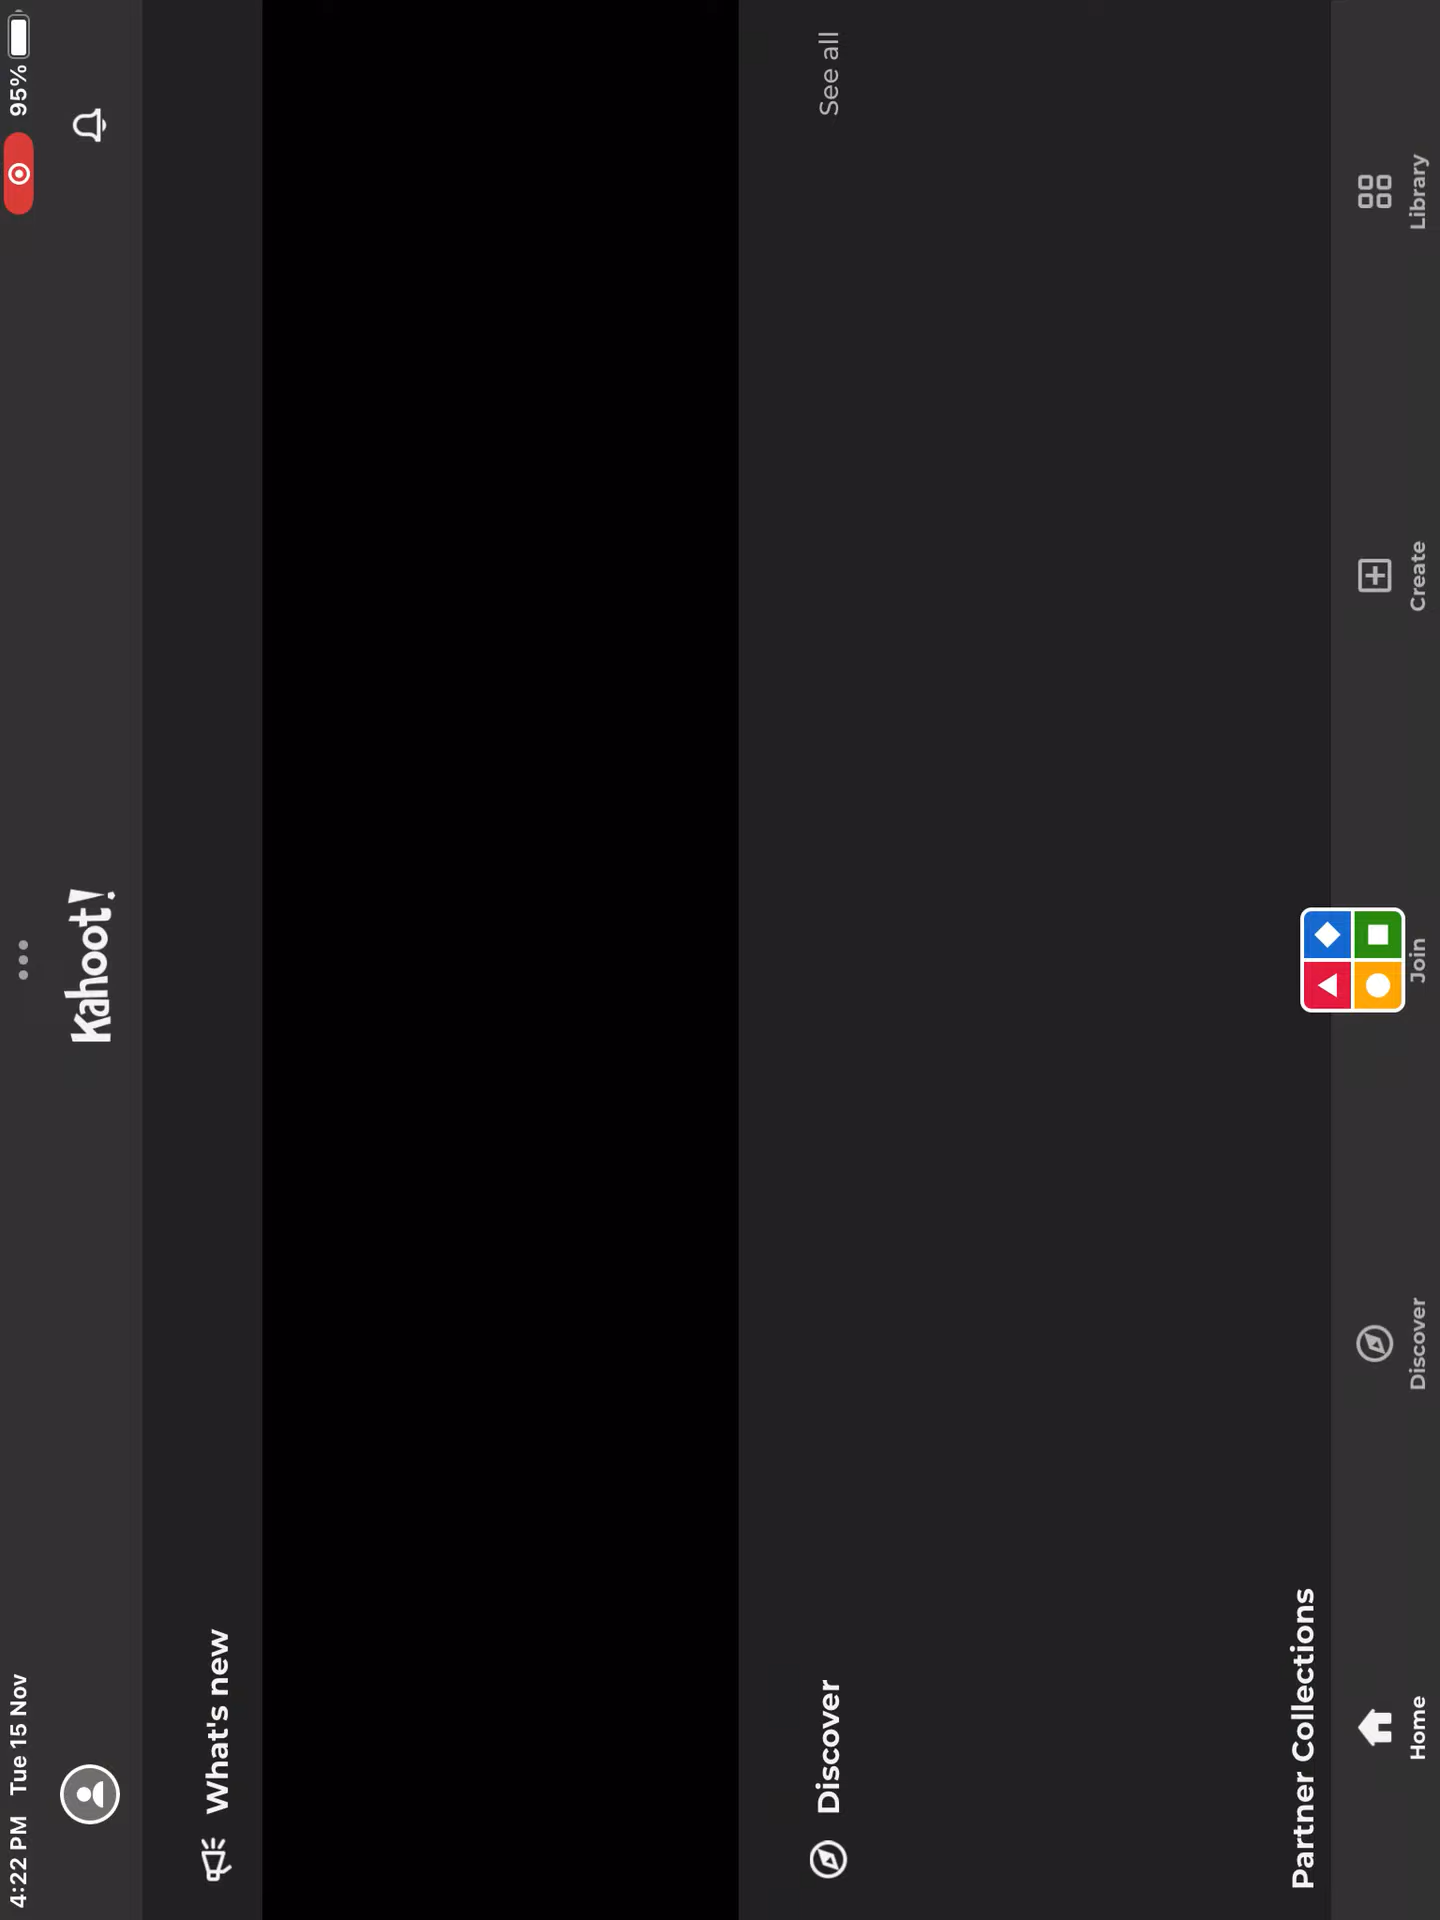 4:22 PM Tue 15 Nov
95%
Kahoot!
What's new
Discover
See all
Partner Collections
Home
Discover
Join
Create
Library